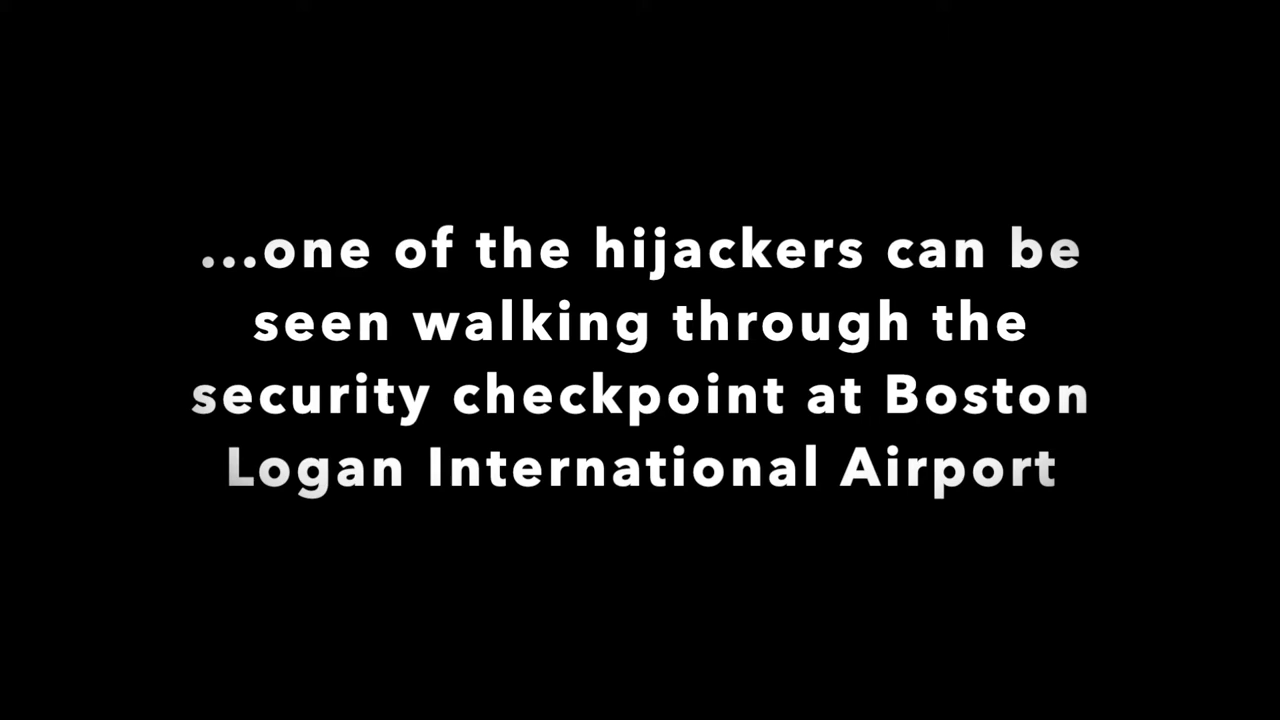 ...one of the hijackers can be
seen walking through the
security checkpoint at Boston
Logan International Airport